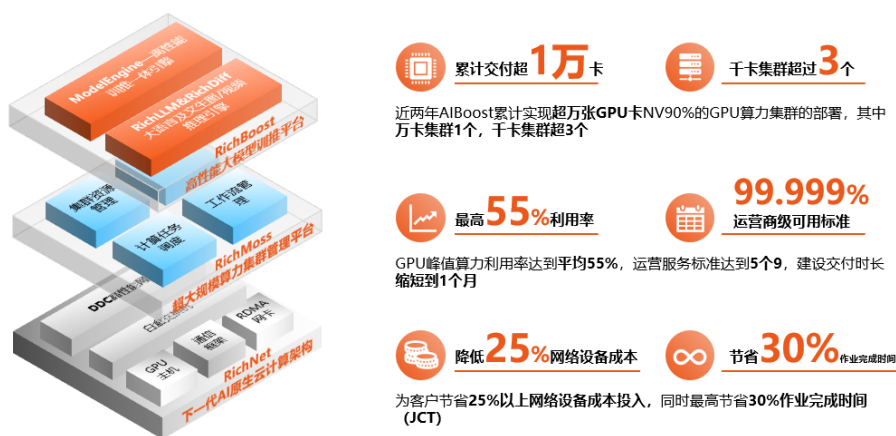 ModelEngine—高性能
训推一体引擎
RichLLM&RichDiff
大语言及文生图/视频
推理引擎
RichBoost
高性能大模型训推平台
集群资源
管理
工作流管
理
计算任务
调度
RichMoss
超大规模算力集群管理平台
DDC高性能网
白盒交
RDMA
网卡
通信
框架
GPU
主机
RichNet
下一代AI原生云计算架构
累计交付超1万卡
千卡集群超过3个
近两年AIBoost累计实现超万张GPU卡NV90%的GPU算力集群的部署，其中
万卡集群1个，千卡集群超3个
最高55%利用率
99.999%
运营商级可用标准
GPU峰值算力利用率达到平均55%，运营服务标准达到5个9，建设交付时长
缩短到1个月
降低25%网络设备成本
节省30%作业完成时间
为客户节省25%以上网络设备成本投入，同时最高节省30%作业完成时间
（JCT)